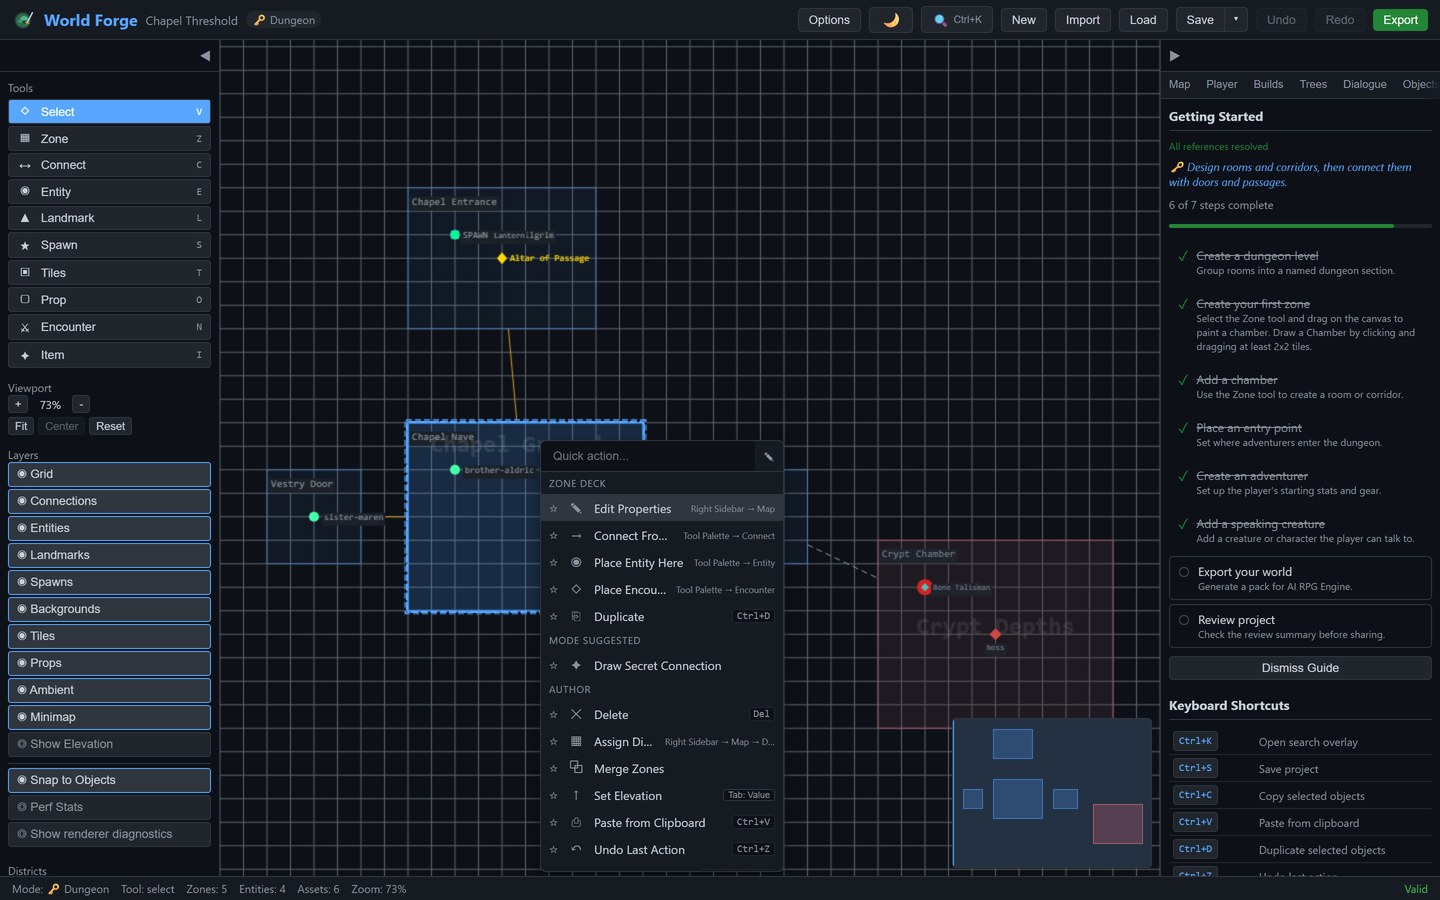 World Forge Chapel Threshold 🔑 Dungeon
Options
Ctrl+K
New
Import
Load
Save ▾
Undo
Redo
Export
Tools
Select V
Zone Z
Connect C
Entity E
Landmark L
Spawn S
Tiles T
Prop O
Encounter N
Item I
Viewport
+ 73% -
Fit Center Reset
Layers
Grid
Connections
Entities
Landmarks
Spawns
Backgrounds
Tiles
Props
Ambient
Minimap
Show Elevation
Snap to Objects
Perf Stats
Show renderer diagnostics
Districts
Chapel Entrance
SPAWN
Altar of Passage
Chapel Nave
brother-aldric
Vestry Door
sister-maren
Crypt Chamber
Bone Talisman
Crypt Depths
boss
Quick action...
ZONE DECK
Edit Properties Right Sidebar → Map
Connect Fro... Tool Palette → Connect
Place Entity Here Tool Palette → Entity
Place Encou... Tool Palette → Encounter
Duplicate Ctrl+D
MODE SUGGESTED
Draw Secret Connection
AUTHOR
Delete Del
Assign Di... Right Sidebar → Map → D...
Merge Zones
Set Elevation Tab: Value
Paste from Clipboard Ctrl+V
Undo Last Action Ctrl+Z
Map Player Builds Trees Dialogue Object
Getting Started
All references resolved
🔑 Design rooms and corridors, then connect them
with doors and passages.
6 of 7 steps complete
✓ Create a dungeon level
Group rooms into a named dungeon section.
✓ Create your first zone
Select the Zone tool and drag on the canvas to
paint a chamber. Draw a Chamber by clicking and
dragging at least 2x2 tiles.
✓ Add a chamber
Use the Zone tool to create a room or corridor.
✓ Place an entry point
Set where adventurers enter the dungeon.
✓ Create an adventurer
Set up the player's starting stats and gear.
✓ Add a speaking creature
Add a creature or character the player can talk to.
Export your world
Generate a pack for AI RPG Engine.
Review project
Check the review summary before sharing.
Dismiss Guide
Keyboard Shortcuts
Ctrl+K Open search overlay
Ctrl+S Save project
Ctrl+C Copy selected objects
Ctrl+V Paste from clipboard
Ctrl+D Duplicate selected objects
Ctrl+Z Undo last action
Mode: 🔑 Dungeon Tool: select Zones: 5 Entities: 4 Assets: 6 Zoom: 73%
Valid